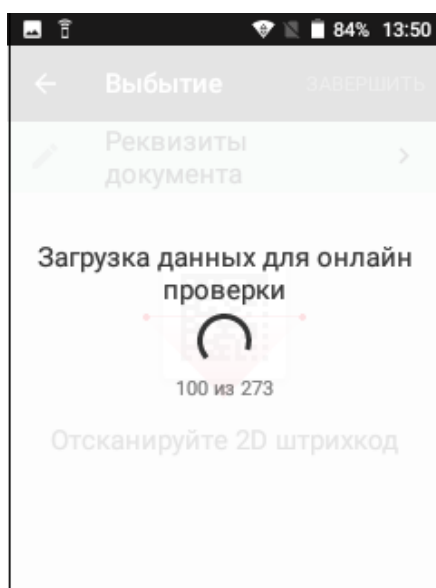 84% 13:50
Выбытие ЗАВЕРШИТЬ
Реквизиты
документа
Загрузка данных для онлайн
проверки
100 из 273
Отсканируйте 2D штрихкод